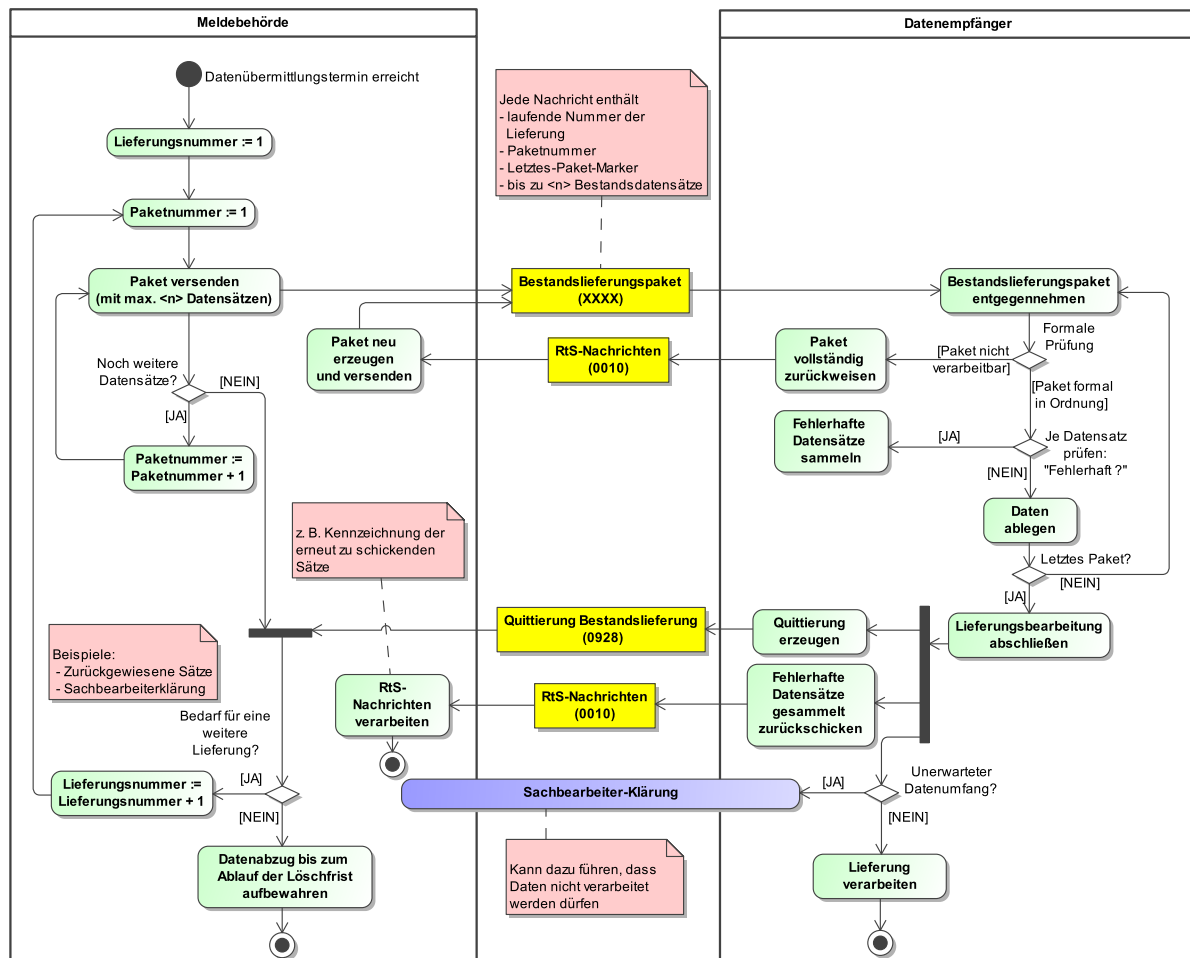 Meldebehörde
Datenempfänger
Datenübermittlungstermin erreicht
Lieferungsnummer := 1
Paketnummer := 1
Paket versenden
(mit max. <n> Datensätzen)
Noch weitere
Datensätze?
[NEIN]
[JA]
Paketnummer :=
Paketnummer + 1
Jede Nachricht enthält
- laufende Nummer der
Lieferung
- Paketnummer
- Letztes-Paket-Marker
- bis zu <n> Bestandsdatensätze
Bestandslieferungspaket
(XXXX)
Paket neu
erzeugen
und versenden
RtS-Nachrichten
(0010)
Paket
vollständig
zurückweisen
[Paket nicht
verarbeitbar]
Bestandslieferungspaket
entgegennehmen
Formale
Prüfung
[Paket formal
in Ordnung]
Fehlerhafte
Datensätze
sammeln
[JA]
Je Datensatz
prüfen:
"Fehlerhaft ?"
[NEIN]
Daten
ablegen
Letztes Paket?
[NEIN]
[JA]
Lieferungsbearbeitung
abschließen
z. B. Kennzeichnung der
erneut zu schickenden
Sätze
Quittierung Bestandslieferung
(0928)
Quittierung
erzeugen
Beispiele:
- Zurückgewiesene Sätze
- Sachbearbeiterklärung
RtS-
Nachrichten
verarbeiten
RtS-Nachrichten
(0010)
Fehlerhafte
Datensätze
gesammelt
zurückschicken
Bedarf für eine
weitere
Lieferung?
[JA]
Lieferungsnummer :=
Lieferungsnummer + 1
[NEIN]
Datenabzug bis zum
Ablauf der Löschfrist
aufbewahren
Sachbearbeiter-Klärung
[JA]
Unerwarteter
Datenumfang?
[NEIN]
Kann dazu führen, dass
Daten nicht verarbeitet
werden dürfen
Lieferung
verarbeiten